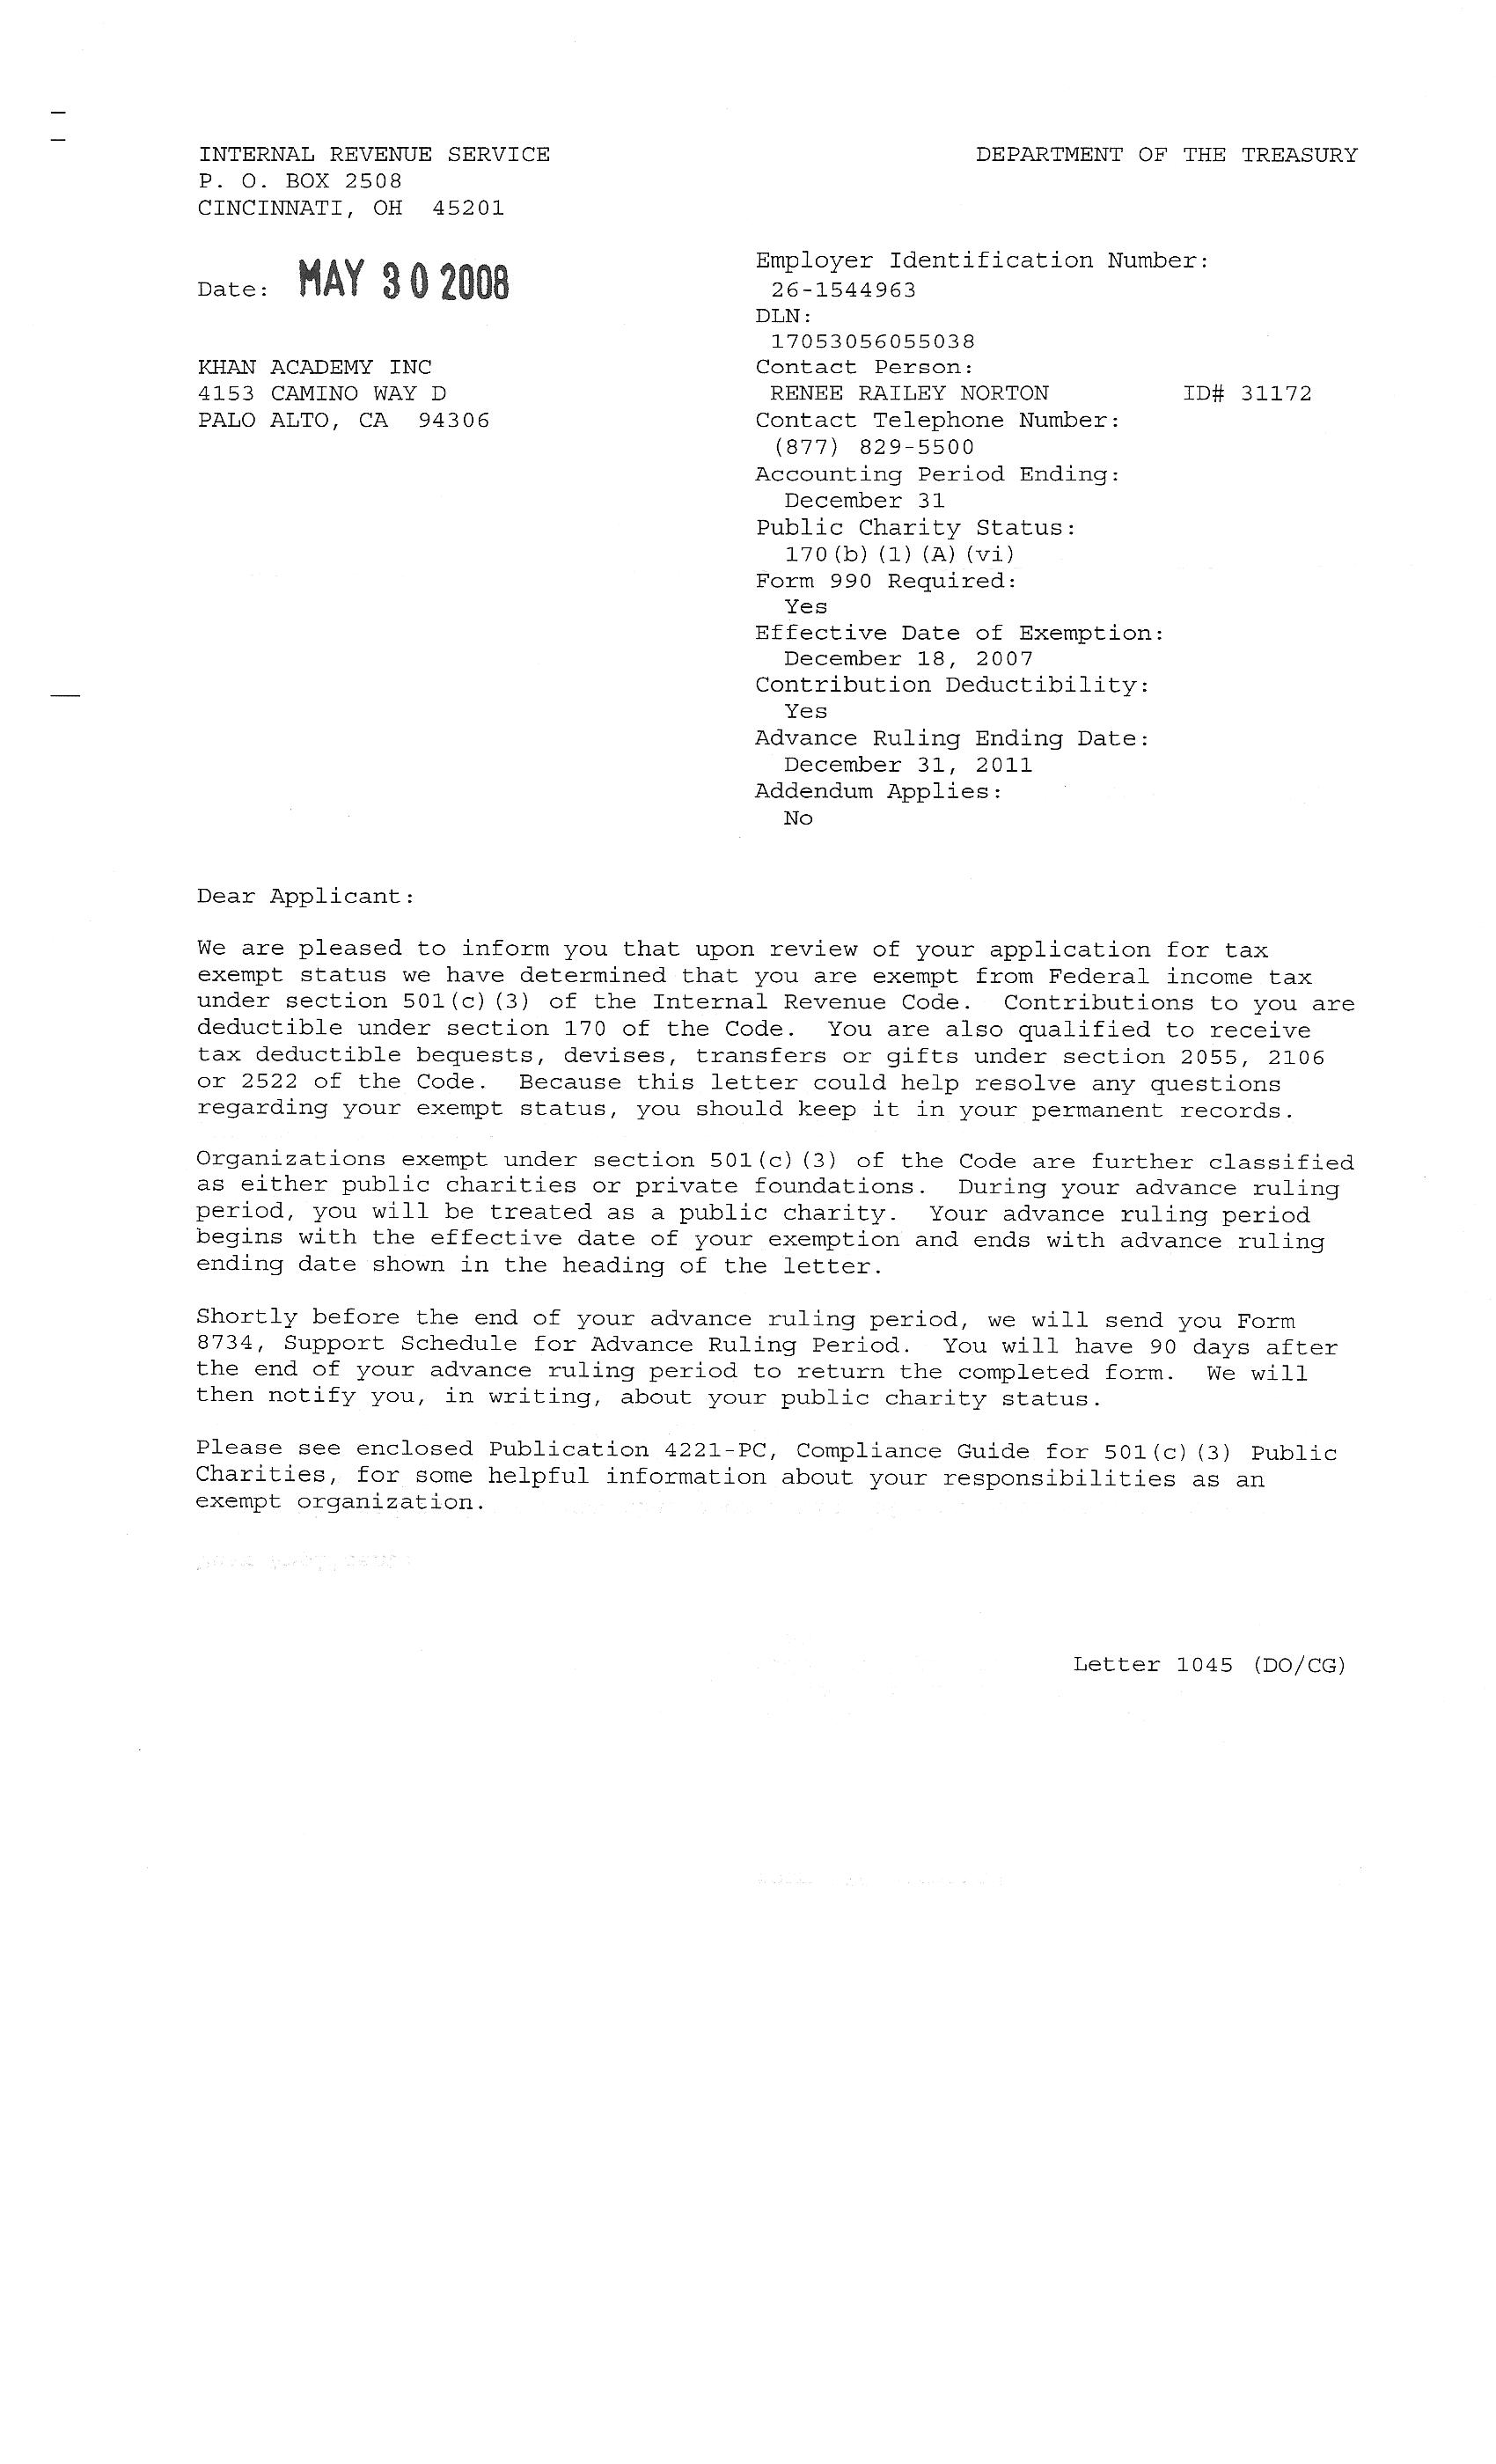 INTERNAL REVENUE SERVICE
P. O. BOX 2508
CINCINNATI, OH 45201
DEPARTMENT OF THE TREASURY
Date: MAY 30 2008
KHAN ACADEMY INC
4153 CAMINO WAY D
PALO ALTO, CA 94306
Employer Identification Number:
26-1544963
DLN:
17053056055038
Contact Person:
RENEE RAILEY NORTON ID# 31172
Contact Telephone Number:
(877) 829-5500
Accounting Period Ending:
December 31
Public Charity Status:
170(b)(1)(A)(vi)
Form 990 Required:
Yes
Effective Date of Exemption:
December 18, 2007
Contribution Deductibility:
Yes
Advance Ruling Ending Date:
December 31, 2011
Addendum Applies:
No
Dear Applicant:
We are pleased to inform you that upon review of your application for tax
exempt status we have determined that you are exempt from Federal income tax
under section 501(c)(3) of the Internal Revenue Code. Contributions to you are
deductible under section 170 of the Code. You are also qualified to receive
tax deductible bequests, devises, transfers or gifts under section 2055, 2106
or 2522 of the Code. Because this letter could help resolve any questions
regarding your exempt status, you should keep it in your permanent records.
Organizations exempt under section 501(c)(3) of the Code are further classified
as either public charities or private foundations. During your advance ruling
period, you will be treated as a public charity. Your advance ruling period
begins with the effective date of your exemption and ends with advance ruling
ending date shown in the heading of the letter.
Shortly before the end of your advance ruling period, we will send you Form
8734, Support Schedule for Advance Ruling Period. You will have 90 days after
the end of your advance ruling period to return the completed form. We will
then notify you, in writing, about your public charity status.
Please see enclosed Publication 4221-PC, Compliance Guide for 501(c)(3) Public
Charities, for some helpful information about your responsibilities as an
exempt organization.
Letter 1045 (DO/CG)